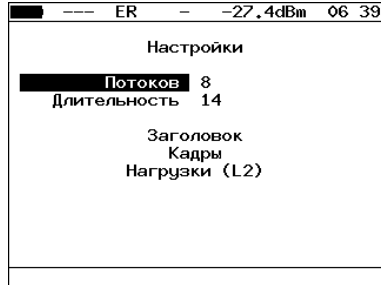 --- ER - -27.4dBm 06 39
Настройки
Потоков 8
Длительность 14
Заголовок
Кадры
Нагрузки (L2)